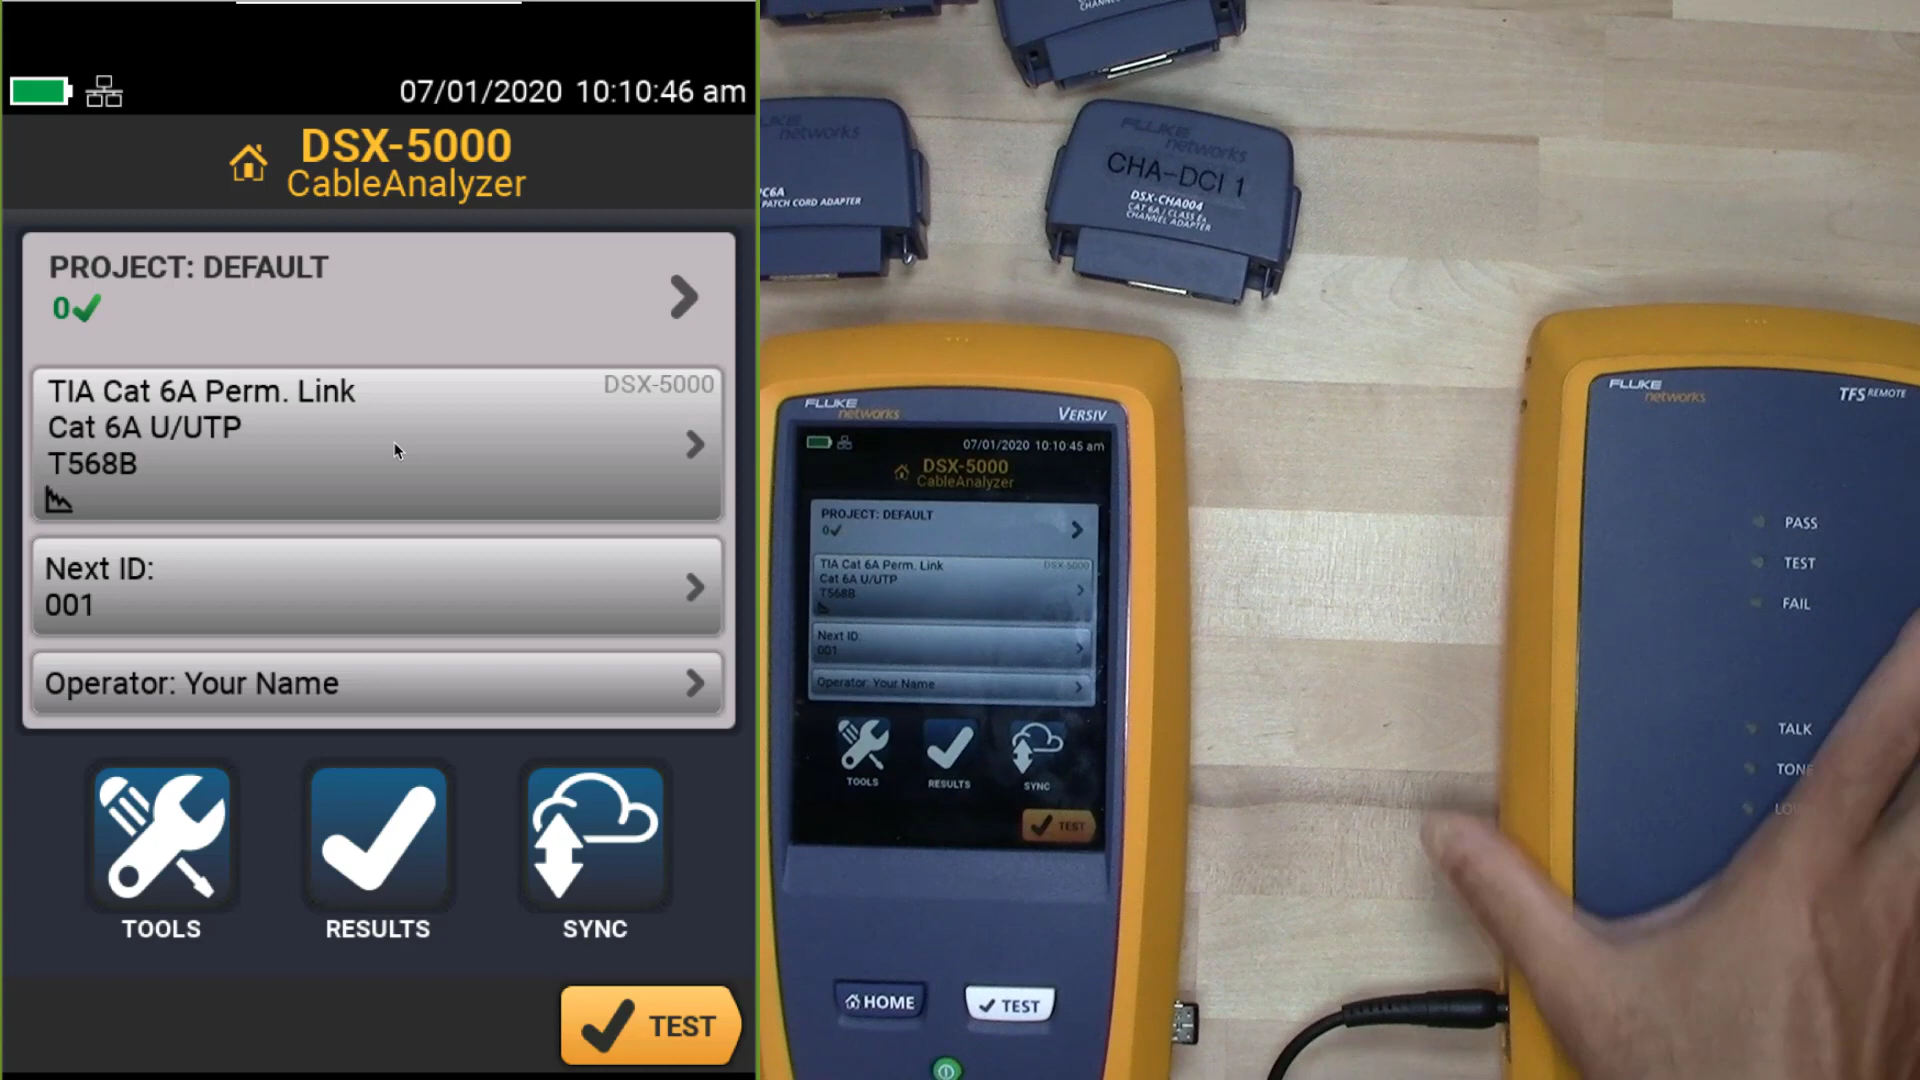 07/01/2020 10:10:46 am
DSX-5000
CableAnalyzer
PROJECT: DEFAULT
0
TIA Cat 6A Perm. Link
DSX-5000
Cat 6A U/UTP
T568B
Next ID:
001
Operator: Your Name
TOOLS
RESULTS
SYNC
TEST
networks
PATCH CORD ADAPTER
FLUKE
networks
CHA-DCI 1
DSX-CHA004
CAT 6A / CLASS EA
CHANNEL ADAPTER
FLUKE
networks
VERSIV
07/01/2020 10:10:45 am
DSX-5000
CableAnalyzer
PROJECT: DEFAULT
0
TIA Cat 6A Perm. Link
DSX-5000
Cat 6A U/UTP
T568B
Next ID:
001
Operator: Your Name
TOOLS
RESULTS
SYNC
TEST
HOME
TEST
FLUKE
networks
TFS REMOTE
PASS
TEST
FAIL
TALK
TONE